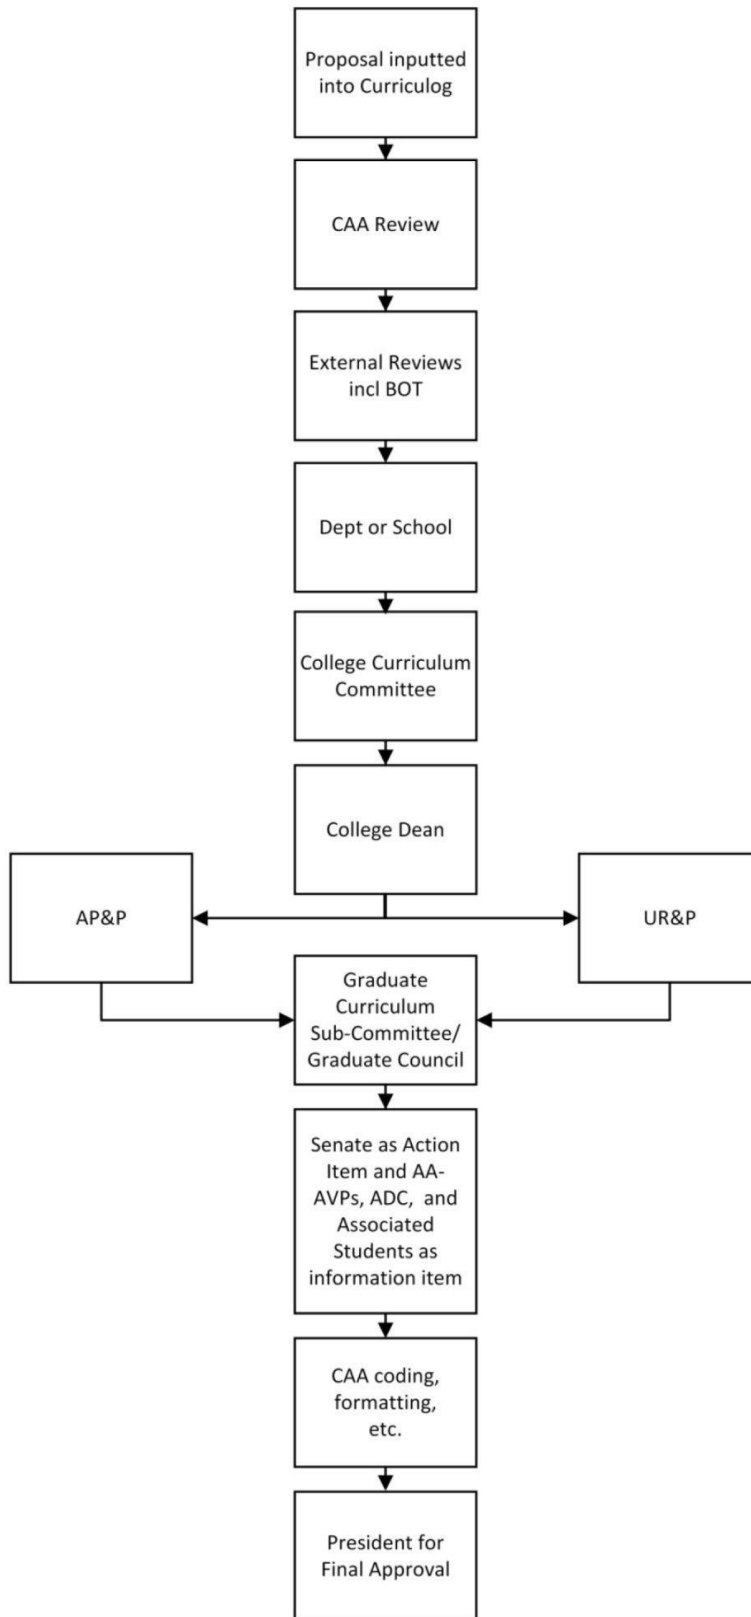 Proposal inputted
into Curriculog
CAA Review
External Reviews
incl BOT
Dept or School
College Curriculum
Committee
College Dean
AP&P
UR&P
Graduate
Curriculum
Sub-Committee/
Graduate Council
Senate as Action
Item and AA-
AVPs, ADC,  and
Associated
Students as
information item
CAA coding,
formatting,
etc.
President for
Final Approval